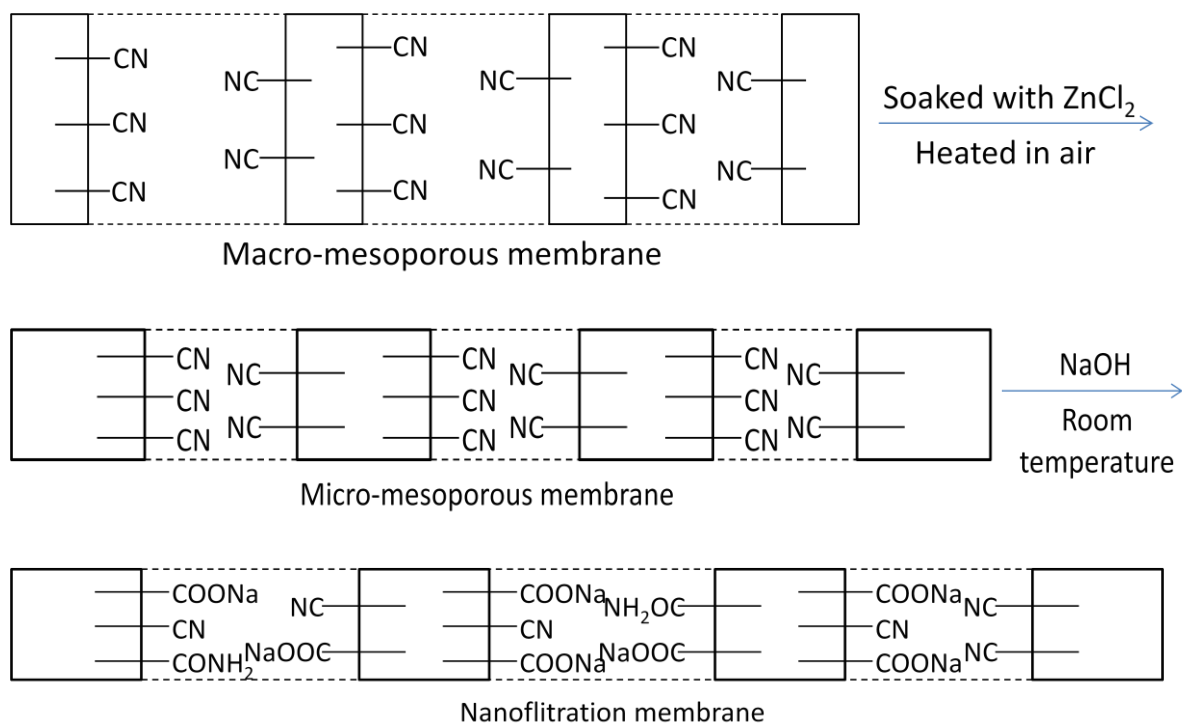 CN CN CN
NC NC NC
CN CN CN
NC NC NC
CN CN CN
Soaked with ZnCl₂
Heated in air
Macro-mesoporous membrane
CN CN CN
NC NC NC
CN CN CN
NC NC NC
CN CN CN
NaOH
Room
temperature
Micro-mesoporous membrane
COONa COONa COONa
NC NH₂OC NC
CN CN CN
NaOOC NaOOC NC
CONH₂ COONa COONa
Nanoflitration membrane